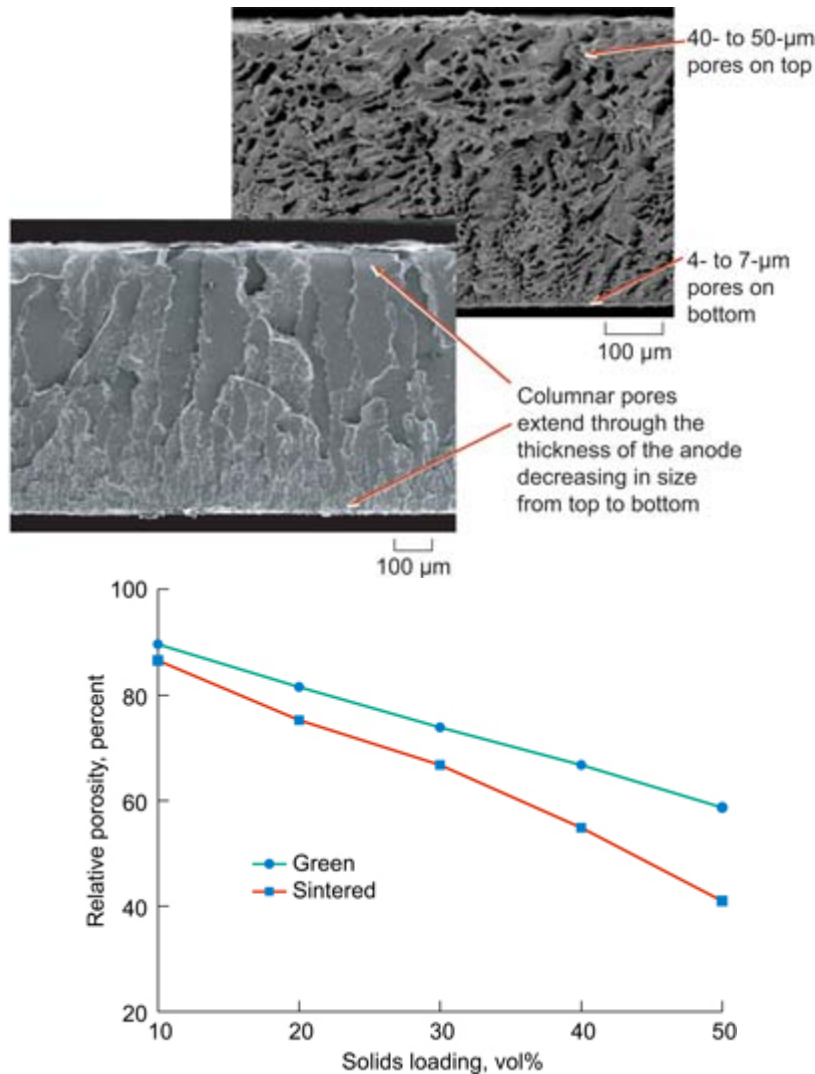 40- to 50-µm
pores on top
4- to 7-µm
pores on
bottom
100 µm
Columnar pores
extend through the
thickness of the anode
decreasing in size
from top to bottom
100 µm
100
80
60
40
20
10
20
30
40
50
Relative porosity, percent
Green
Sintered
Solids loading, vol%